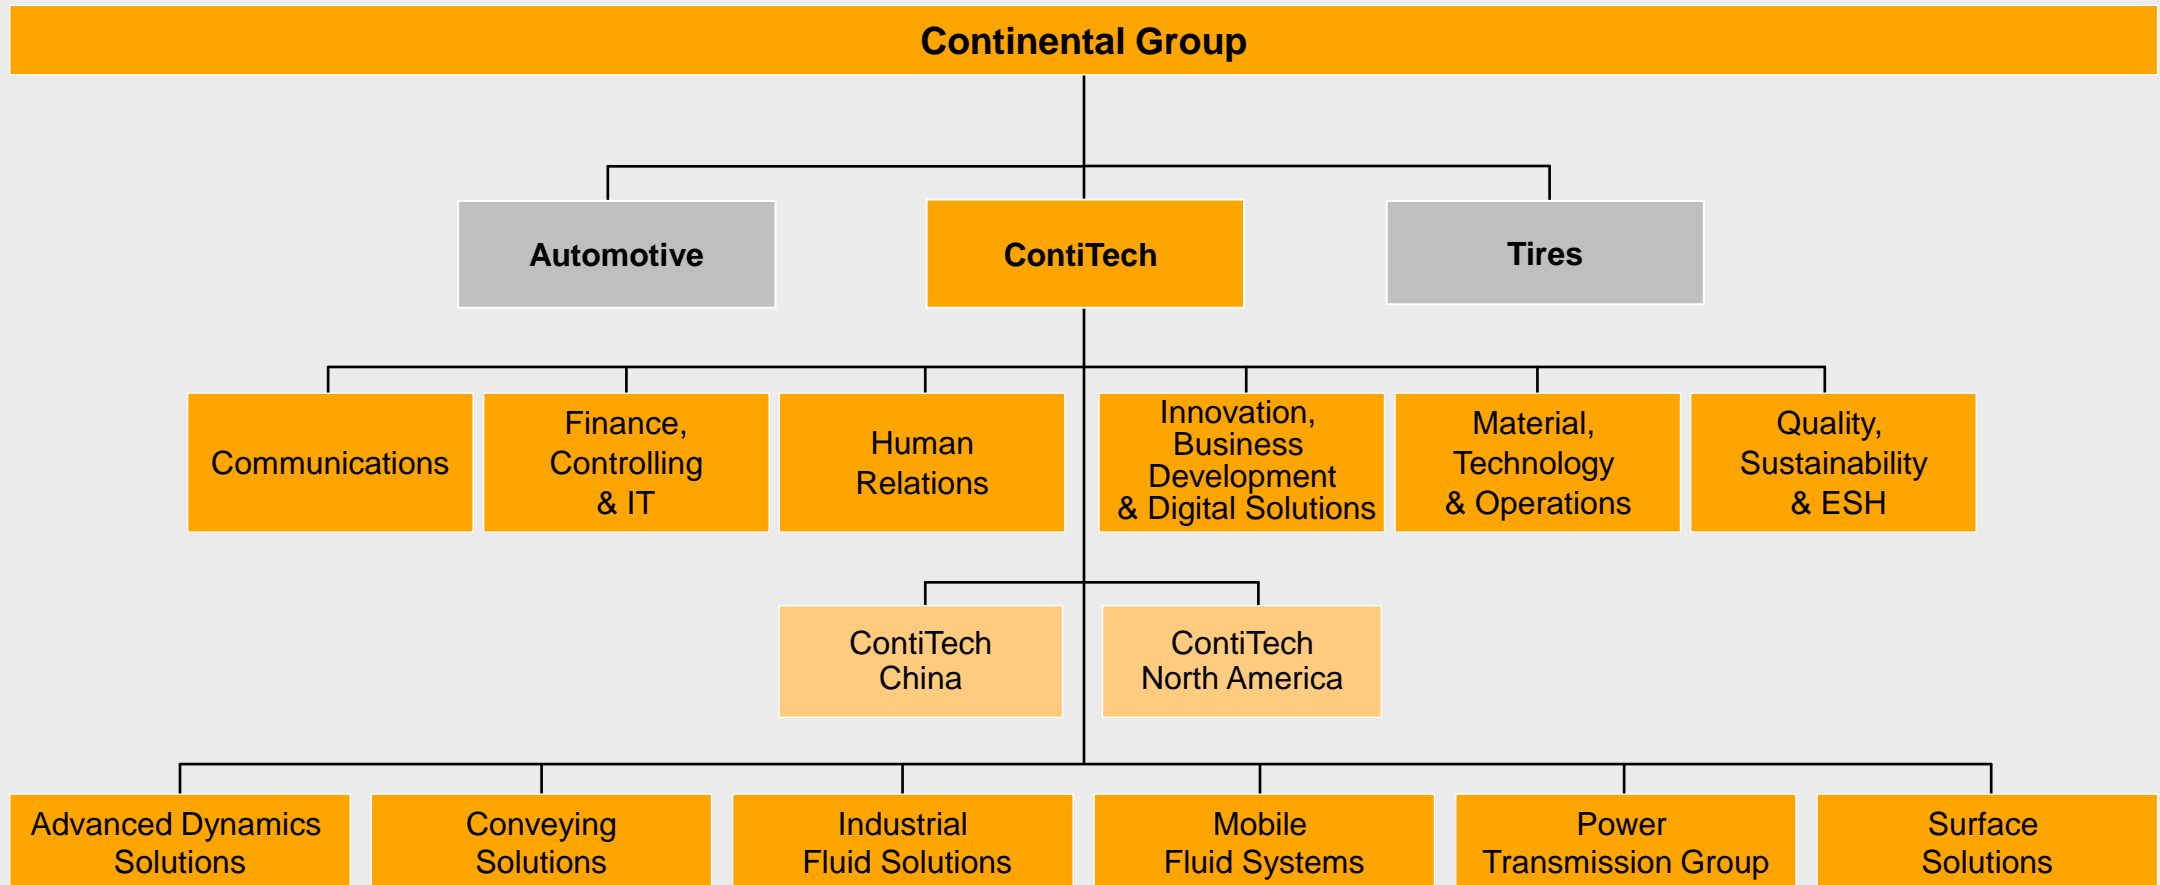 Continental Group
Automotive
ContiTech
Tires
Communications
Finance,
Controlling
& IT
Human
Relations
Innovation,
Business
Development
& Digital Solutions
Material,
Technology
& Operations
Quality,
Sustainability
& ESH
ContiTech
China
ContiTech
North America
Advanced Dynamics
Solutions
Conveying
Solutions
Industrial
Fluid Solutions
Mobile
Fluid Systems
Power
Transmission Group
Surface
Solutions